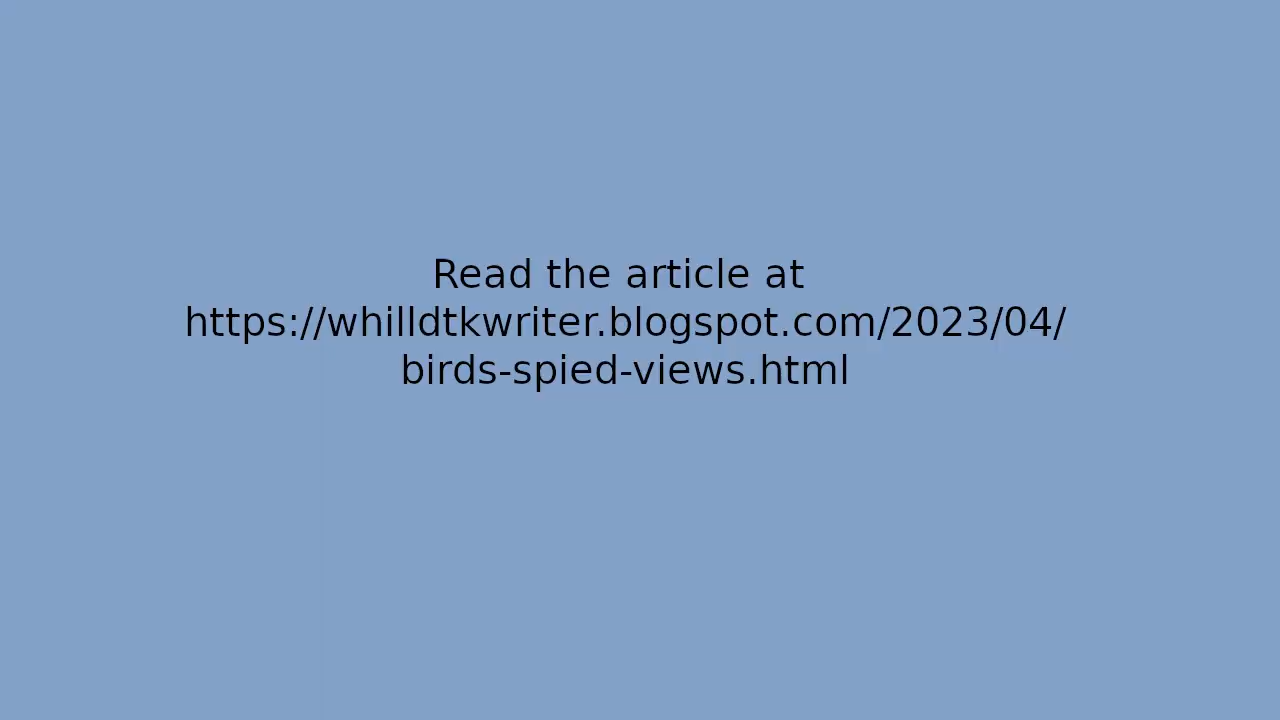 Read the article at
https://whilldtkwriter.blogspot.com/2023/04/
birds-spied-views.html